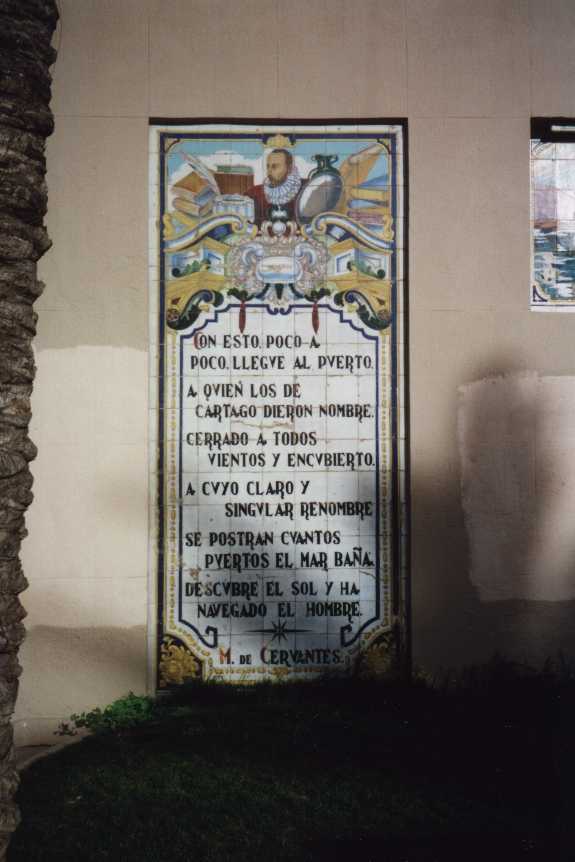 CON ESTO, POCO A
POCO, LLEGVE AL PVERTO.
A QVIEN LOS DE
CARTAGO DIERON NOMBRE.
CERRADO A TODOS
VIENTOS Y ENCVBIERTO.
A CVYO CLARO Y
SINGVLAR RENOMBRE
SE POSTRAN CVANTOS
PVERTOS EL MAR BAÑA.
DESCVBRE EL SOL Y HA
NAVEGADO EL HOMBRE.
M. DE CERVANTES.